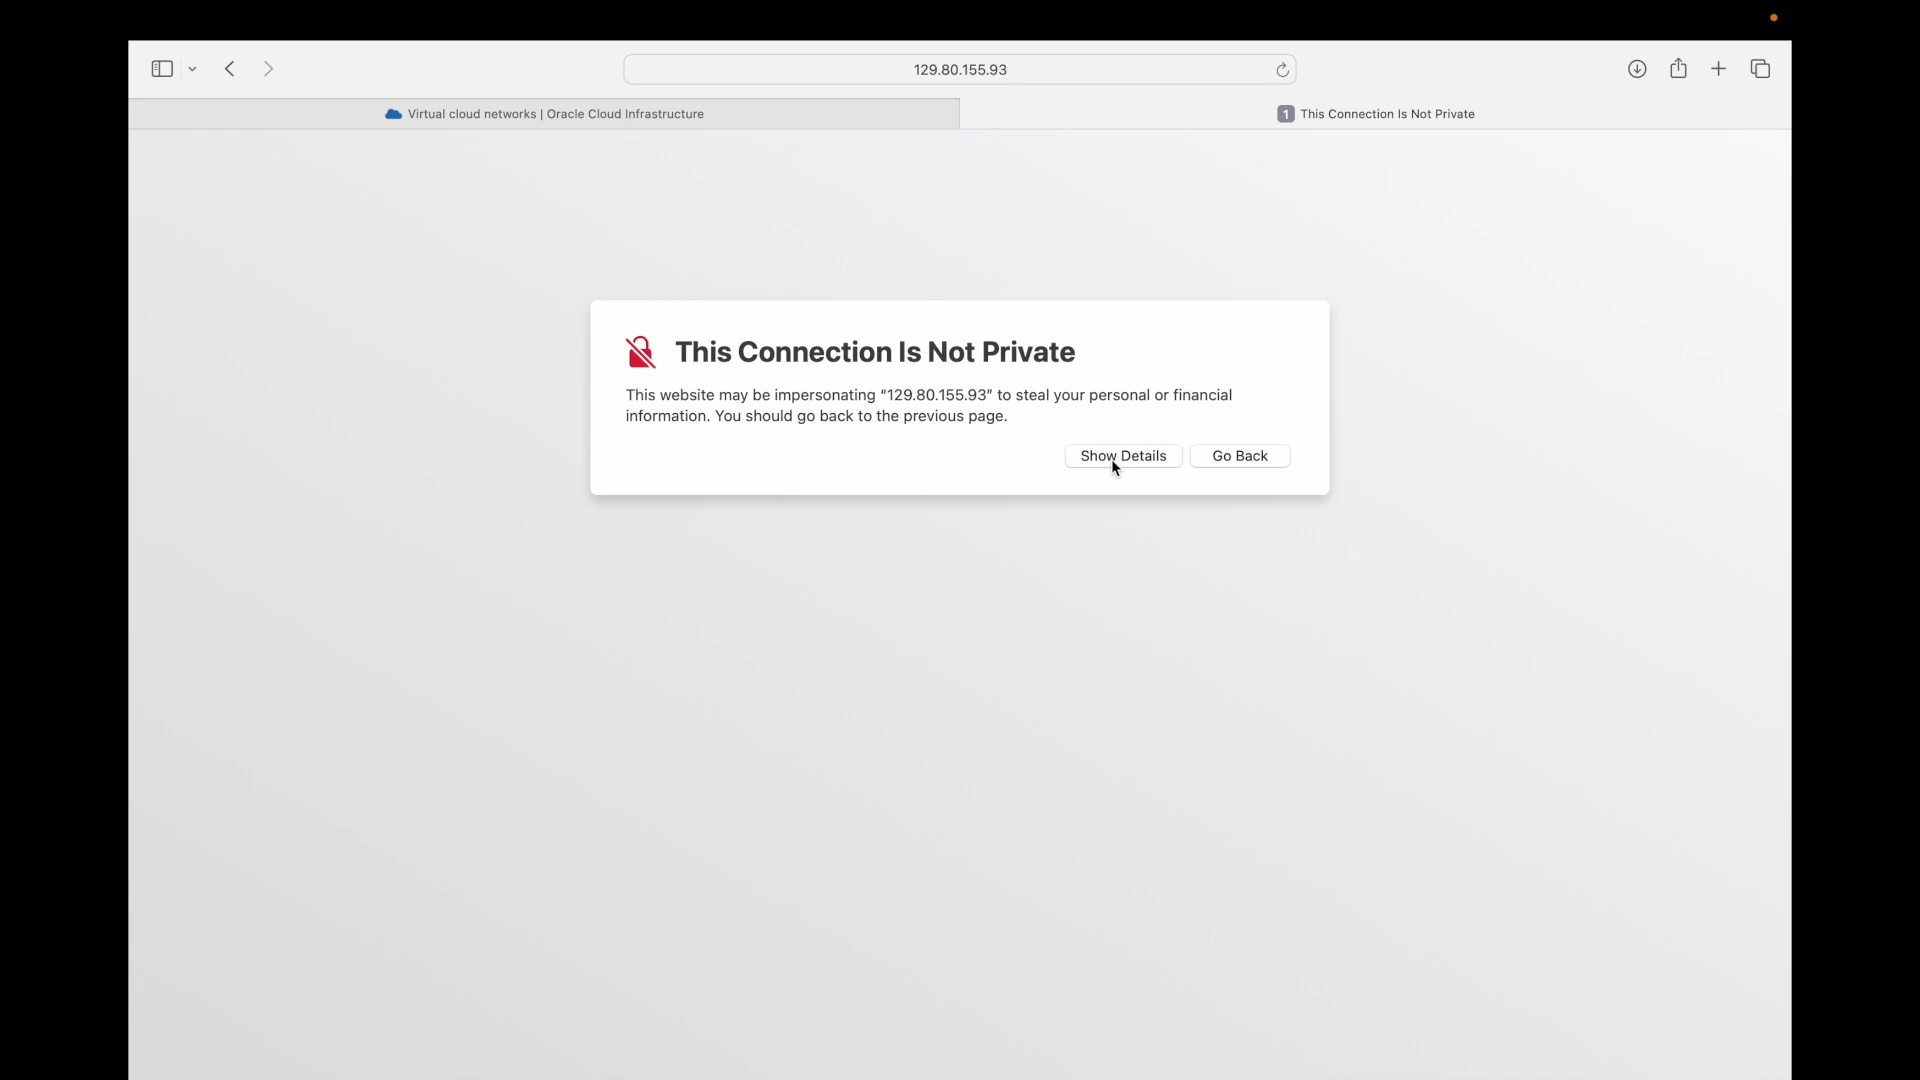 129.80.155.93
Virtual cloud networks | Oracle Cloud Infrastructure
1 This Connection Is Not Private
This Connection Is Not Private
This website may be impersonating “129.80.155.93” to steal your personal or financial
information. You should go back to the previous page.
Show Details
Go Back